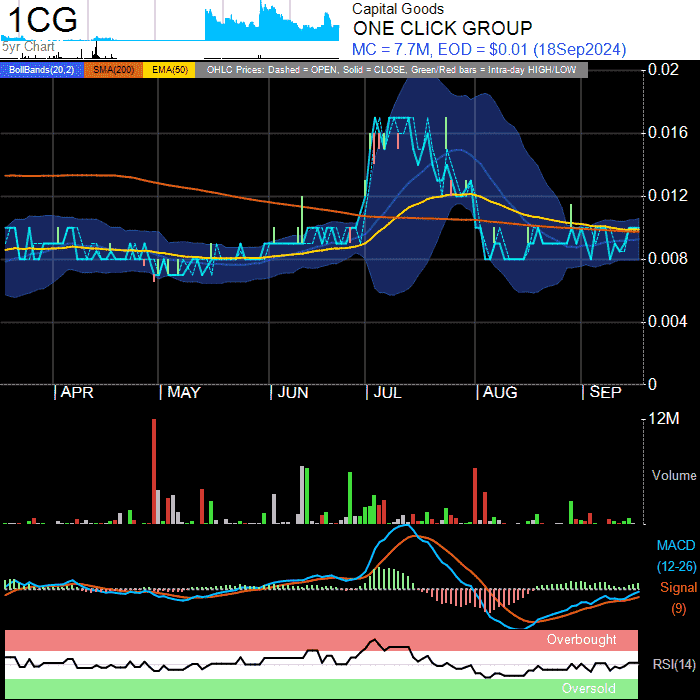 1CG
5yr Chart
Capital Goods
ONE CLICK GROUP
MC = 7.7M, EOD = $0.01 (18Sep2024)
BollBands(20,2) SMA(200) EMA(50) OHLC Prices: Dashed = OPEN, Solid = CLOSE, Green/Red bars = Intra-day HIGH/LOW
0.02
0.016
0.012
0.008
0.004
0
APR MAY JUN JUL AUG SEP
12M
Volume
MACD
(12-26)
Signal
(9)
Overbought
RSI(14)
Oversold